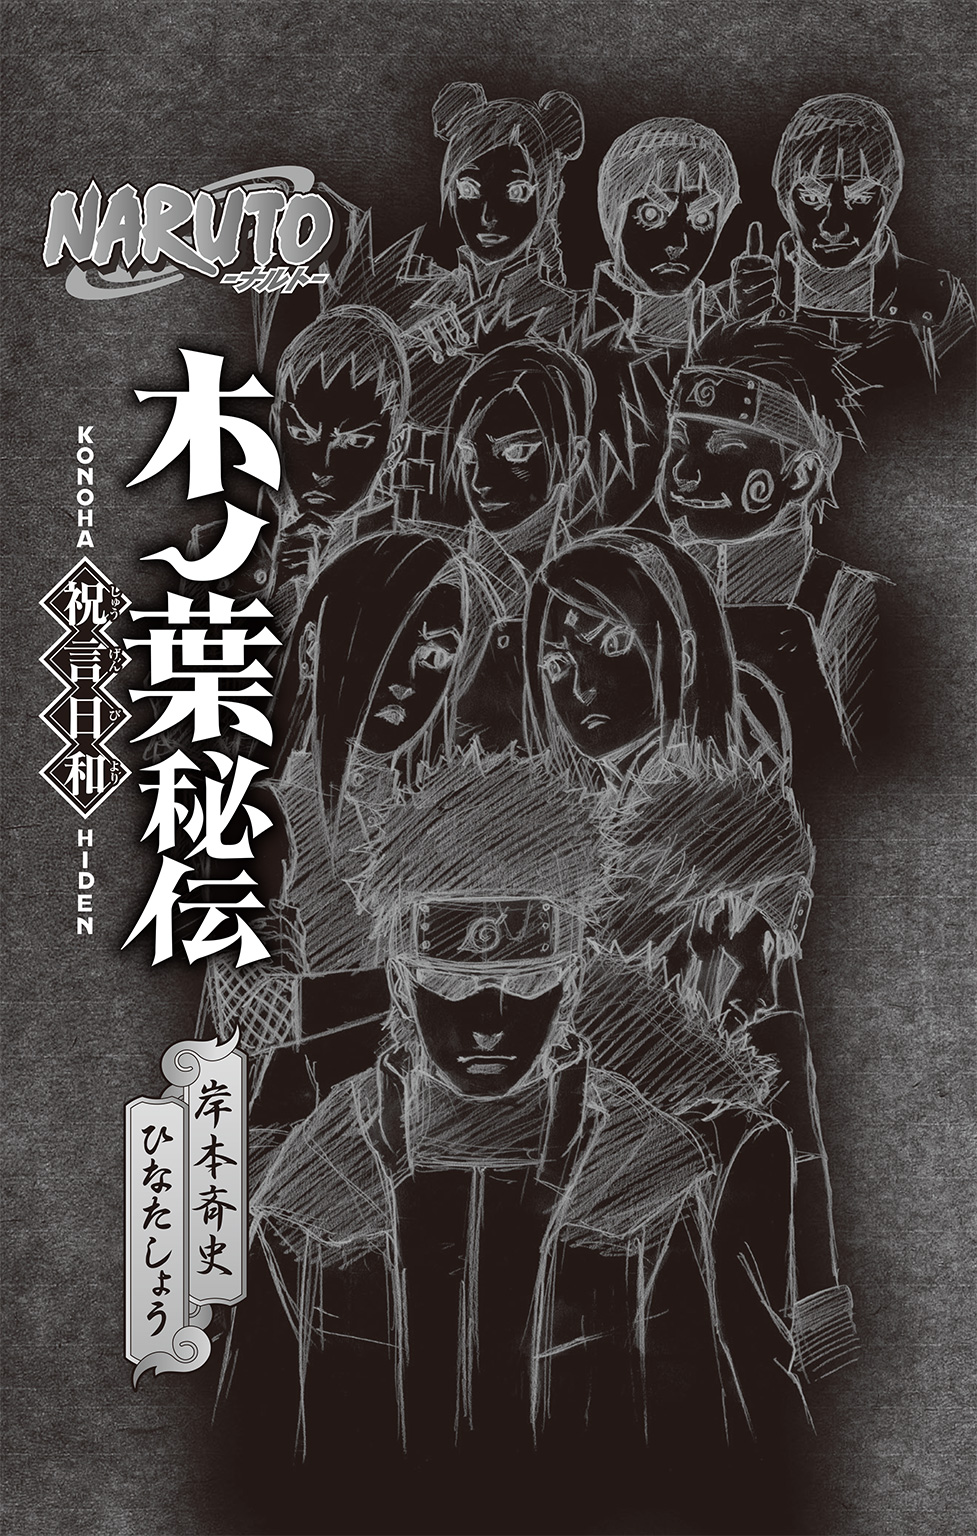 NARUTO
-ナルト-
木ノ葉秘伝
KONOHA
祝言日和
しゅうげんびより
HIDEN
岸本斉史
ひなたしょう